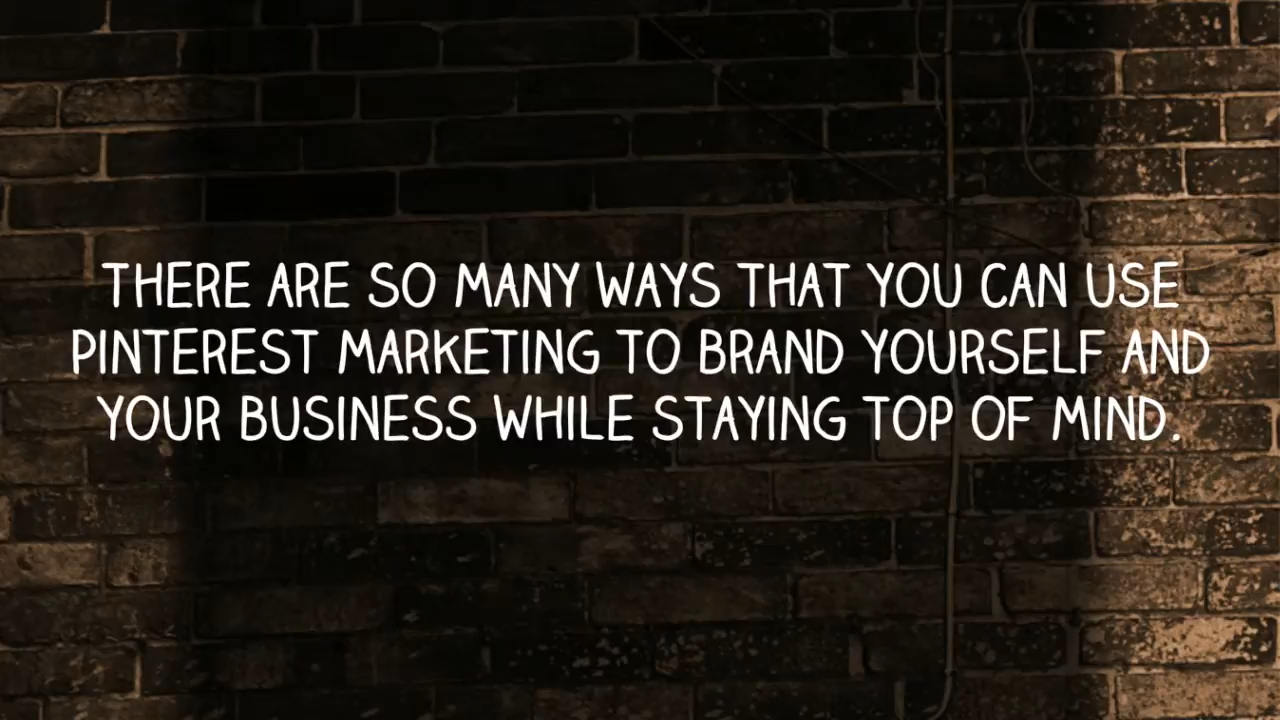 THERE ARE SO MANY WAYS THAT YOU CAN USE
PINTEREST MARKETING TO BRAND YOURSELF AND
YOUR BUSINESS WHILE STAYING TOP OF MIND.